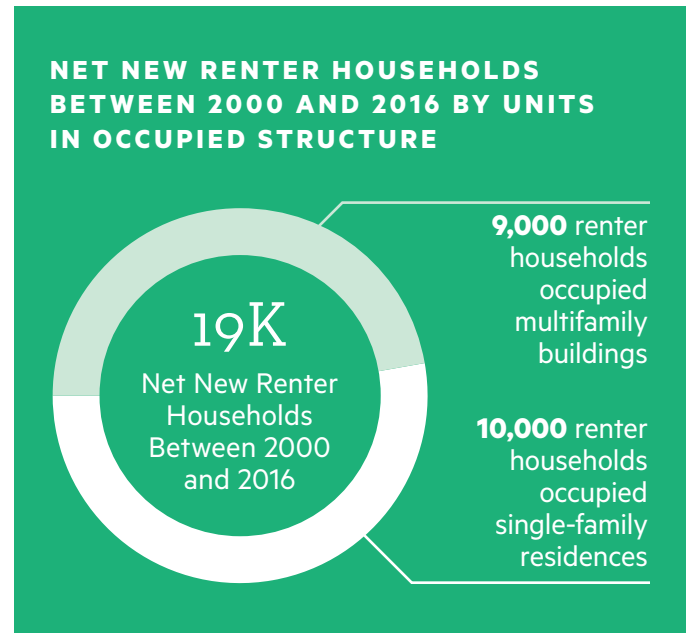 NET NEW RENTER HOUSEHOLDS
BETWEEN 2000 AND 2016 BY UNITS
IN OCCUPIED STRUCTURE
19K
Net New Renter
Households
Between 2000
and 2016
9,000 renter
households
occupied
multifamily
buildings
10,000 renter
households
occupied
single-family
residences